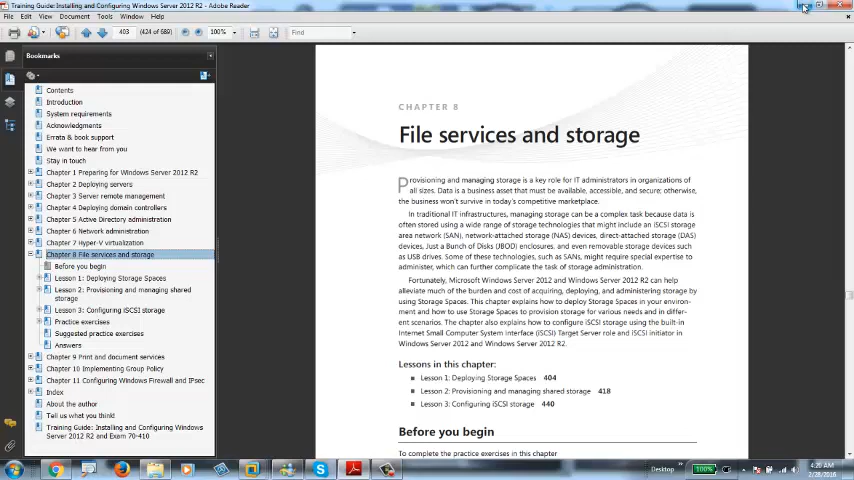 Training Guide: Installing and Configuring Windows Server 2012 R2 - Adobe Reader
File Edit View Document Tools Window Help
403 (424 of 689) 100% Find
Bookmarks
Contents
Introduction
System requirements
Acknowledgments
Errata & book support
We want to hear from you
Stay in touch
Chapter 1 Preparing for Windows Server 2012 R2
Chapter 2 Deploying servers
Chapter 3 Server remote management
Chapter 4 Deploying domain controllers
Chapter 5 Active Directory administration
Chapter 6 Network administration
Chapter 7 Hyper-V virtualization
Chapter 8 File services and storage
Before you begin
Lesson 1: Deploying Storage Spaces
Lesson 2: Provisioning and managing shared
storage
Lesson 3: Configuring iSCSI storage
Practice exercises
Suggested practice exercises
Answers
Chapter 9 Print and document services
Chapter 10 Implementing Group Policy
Chapter 11 Configuring Windows Firewall and IPsec
Index
About the author
Tell us what you think!
Training Guide: Installing and Configuring Windows
Server 2012 R2 and Exam 70-410
CHAPTER 8
File services and storage
Provisioning and managing storage is a key role for IT administrators in organizations of
all sizes. Data is a business asset that must be available, accessible, and secure; otherwise,
the business won't survive in today's competitive marketplace.
In traditional IT infrastructures, managing storage can be a complex task because data is
often stored using a wide range of storage technologies that might include an iSCSI storage
area network (SAN), network-attached storage (NAS) devices, direct-attached storage (DAS)
devices, Just a Bunch of Disks (JBOD) enclosures, and even removable storage devices such
as USB drives. Some of these technologies, such as SANs, might require special expertise to
administer, which can further complicate the task of storage administration.
Fortunately, Microsoft Windows Server 2012 and Windows Server 2012 R2 can help
alleviate much of the burden and cost of acquiring, deploying, and administering storage by
using Storage Spaces. This chapter explains how to deploy Storage Spaces in your environ-
ment and how to use Storage Spaces to provision storage for various needs and in differ-
ent scenarios. The chapter also explains how to configure iSCSI storage using the built-in
Internet Small Computer System Interface (iSCSI) Target Server role and iSCSI initiator in
Windows Server 2012 and Windows Server 2012 R2.
Lessons in this chapter:
Lesson 1: Deploying Storage Spaces 404
Lesson 2: Provisioning and managing shared storage 418
Lesson 3: Configuring iSCSI storage 440
Before you begin
To complete the practice exercises in this chapter
Desktop 100% 4:20 AM
2/28/2016